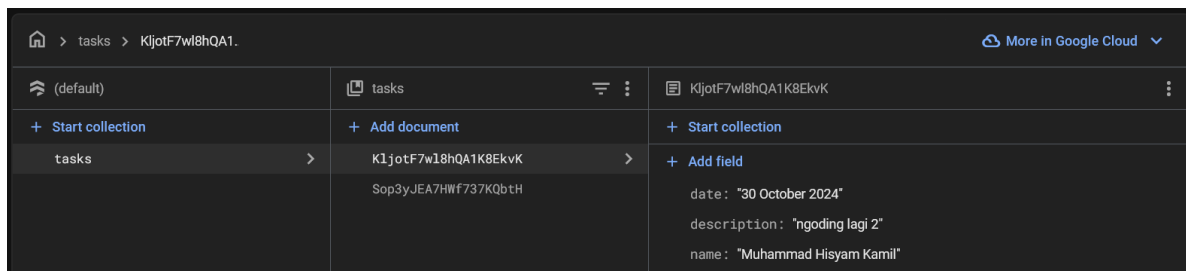 tasks > KljotF7wl8hQA1.
More in Google Cloud
(default)
tasks
KljotF7wl8hQA1K8EkvK
+ Start collection
+ Add document
+ Start collection
tasks
KljotF7wl8hQA1K8EkvK
+ Add field
Sop3yJEA7HWf737KQbtH
date: "30 October 2024"
description: "ngoding lagi 2"
name: "Muhammad Hisyam Kamil"